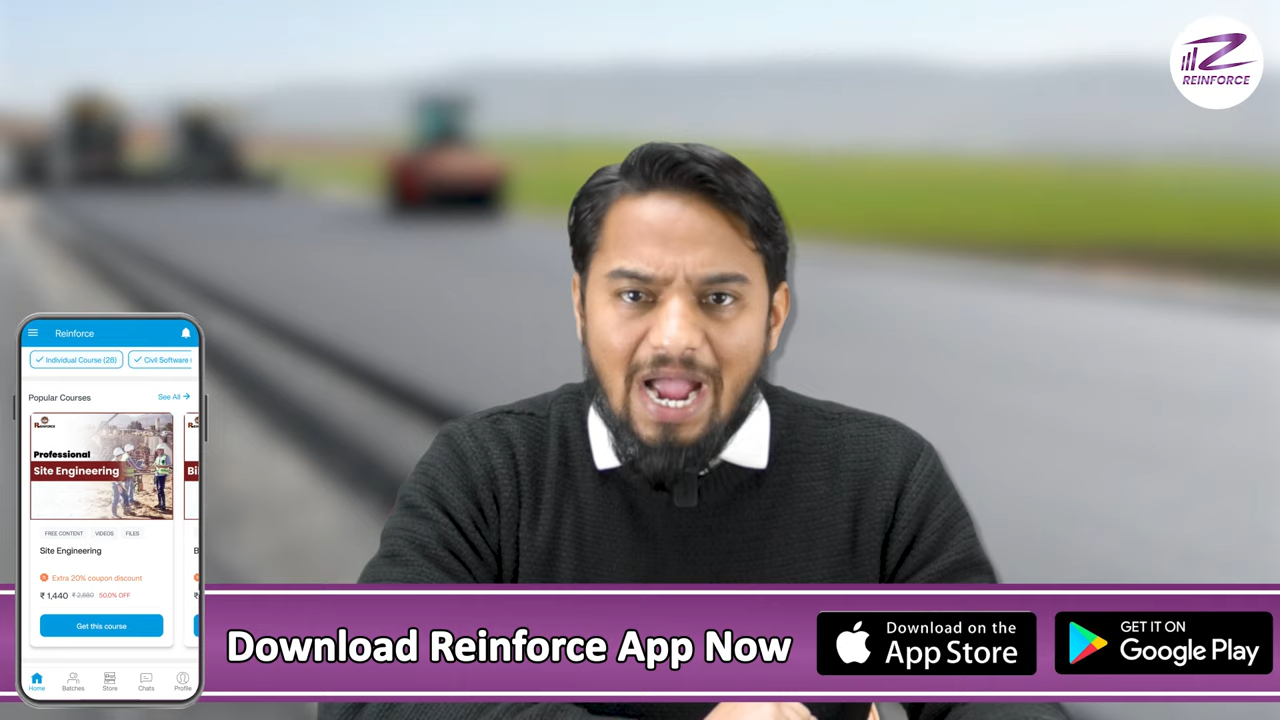 REINFORCE
Reinforce
Individual Course (28)
Civil Software
Popular Courses
See All
REINFORCE
Professional
Site Engineering
Bi
FREE CONTENT
VIDEOS
FILES
Site Engineering
B
Extra 20% coupon discount
₹ 1,440 ₹ 2,880 50.0% OFF
₹
Get this course
Home
Batches
Store
Chats
Profile
Download Reinforce App Now
Download on the
App Store
GET IT ON
Google Play